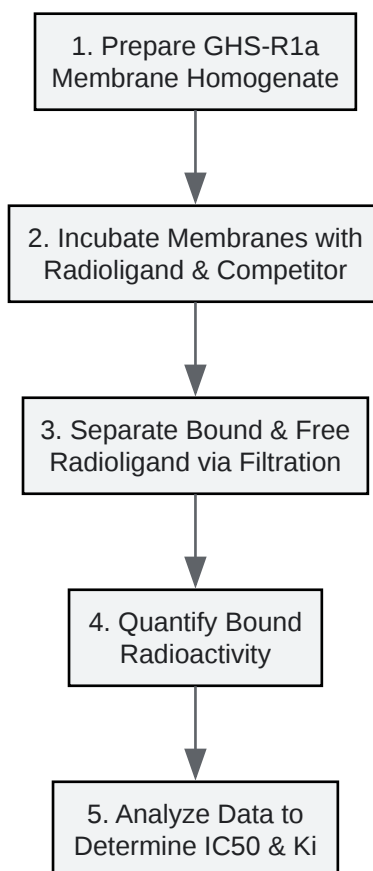 1. Prepare GHS-R1a
Membrane Homogenate
2. Incubate Membranes with
Radioligand & Competitor
3. Separate Bound & Free
Radioligand via Filtration
4. Quantify Bound
Radioactivity
5. Analyze Data to
Determine IC50 & Ki